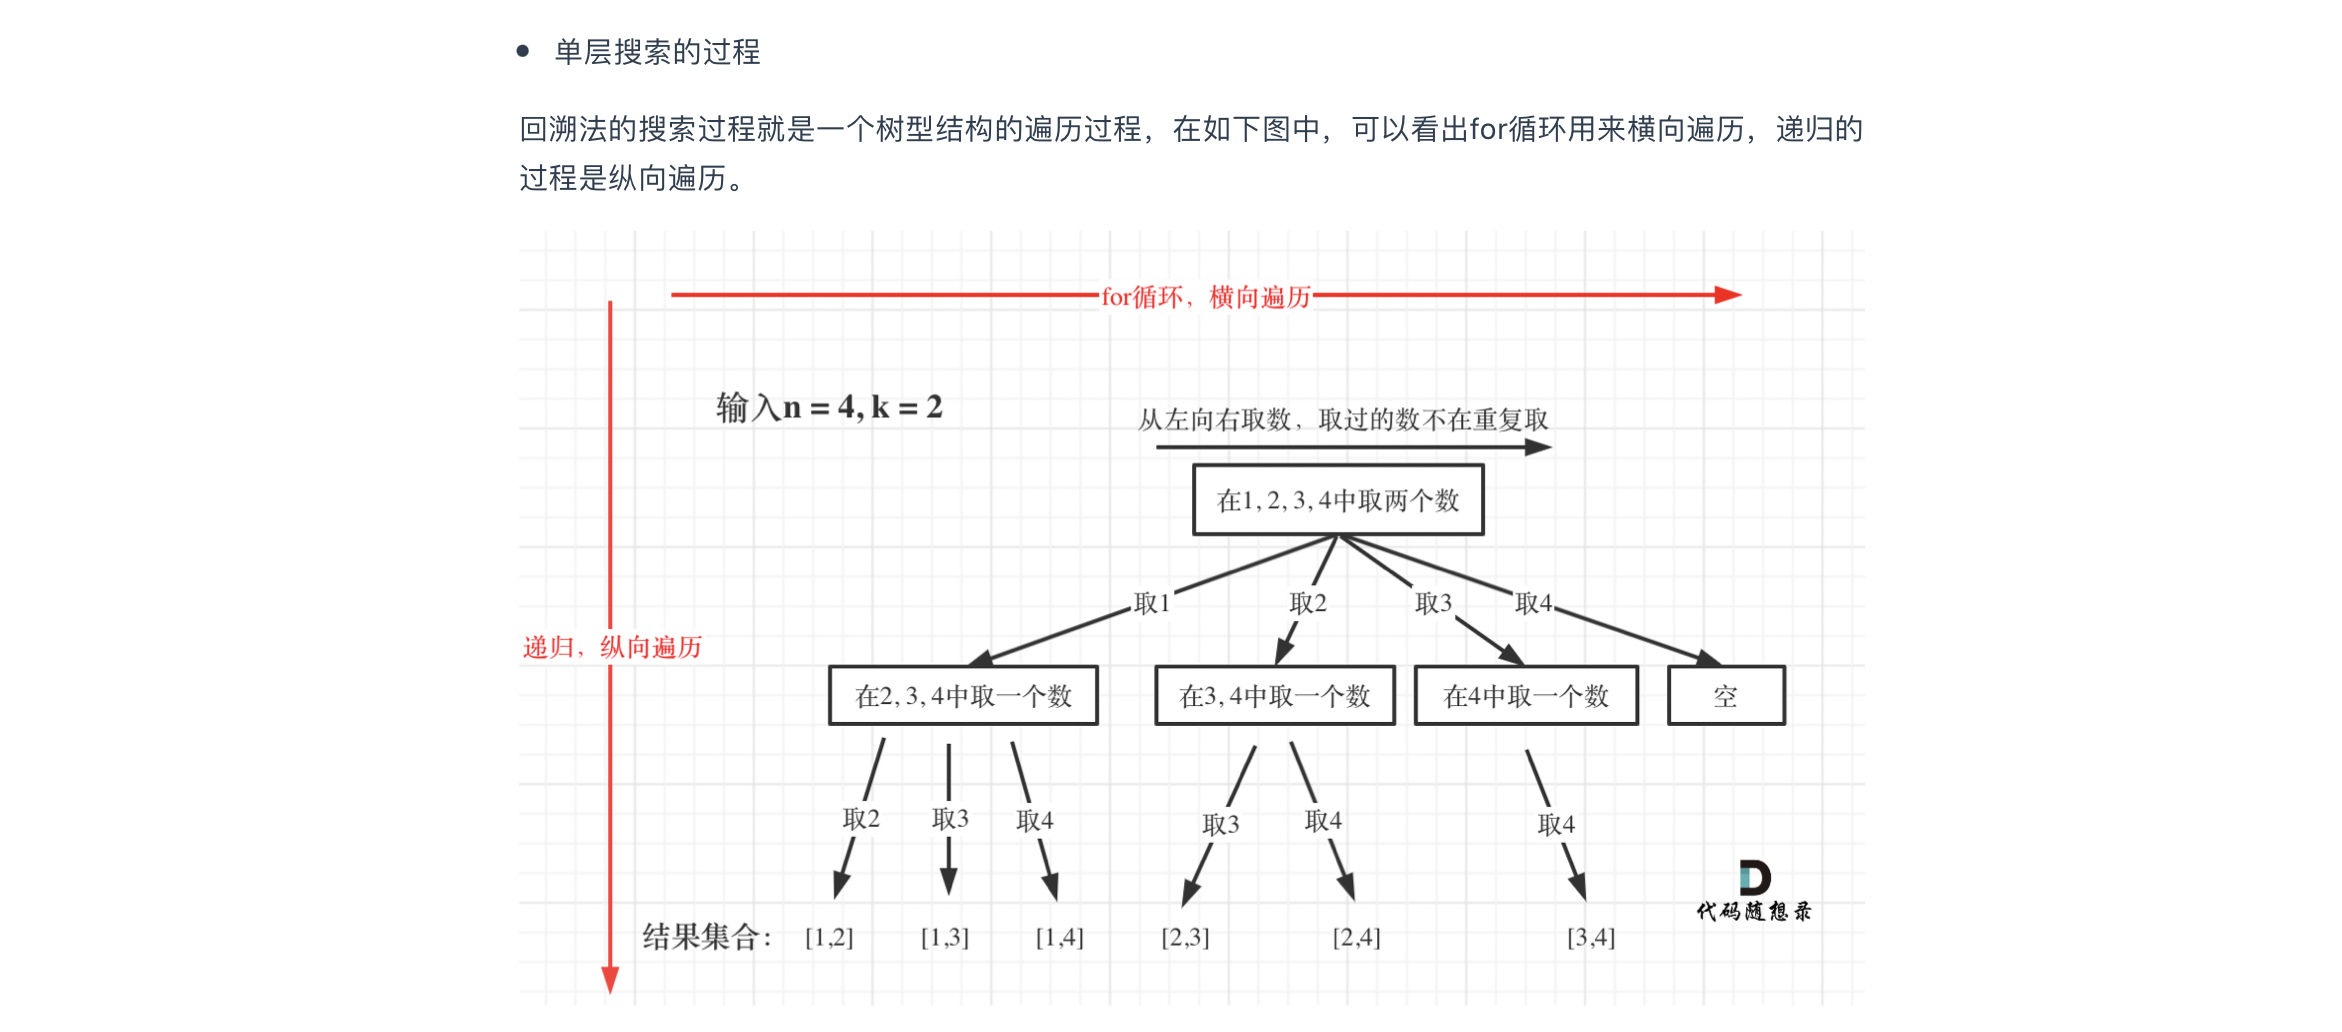 单层搜索的过程
回溯法的搜索过程就是一个树型结构的遍历过程，在如下图中，可以看出for循环用来横向遍历，递归的
过程是纵向遍历。
for循环，横向遍历
输入n = 4, k = 2
从左向右取数，取过的数不在重复取
在1, 2, 3, 4中取两个数
取1 取2 取3 取4
递归，纵向遍历
在2, 3, 4中取一个数 在3, 4中取一个数 在4中取一个数 空
取2 取3 取4 取3 取4 取4
代码随想录
结果集合： [1,2] [1,3] [1,4] [2,3] [2,4] [3,4]